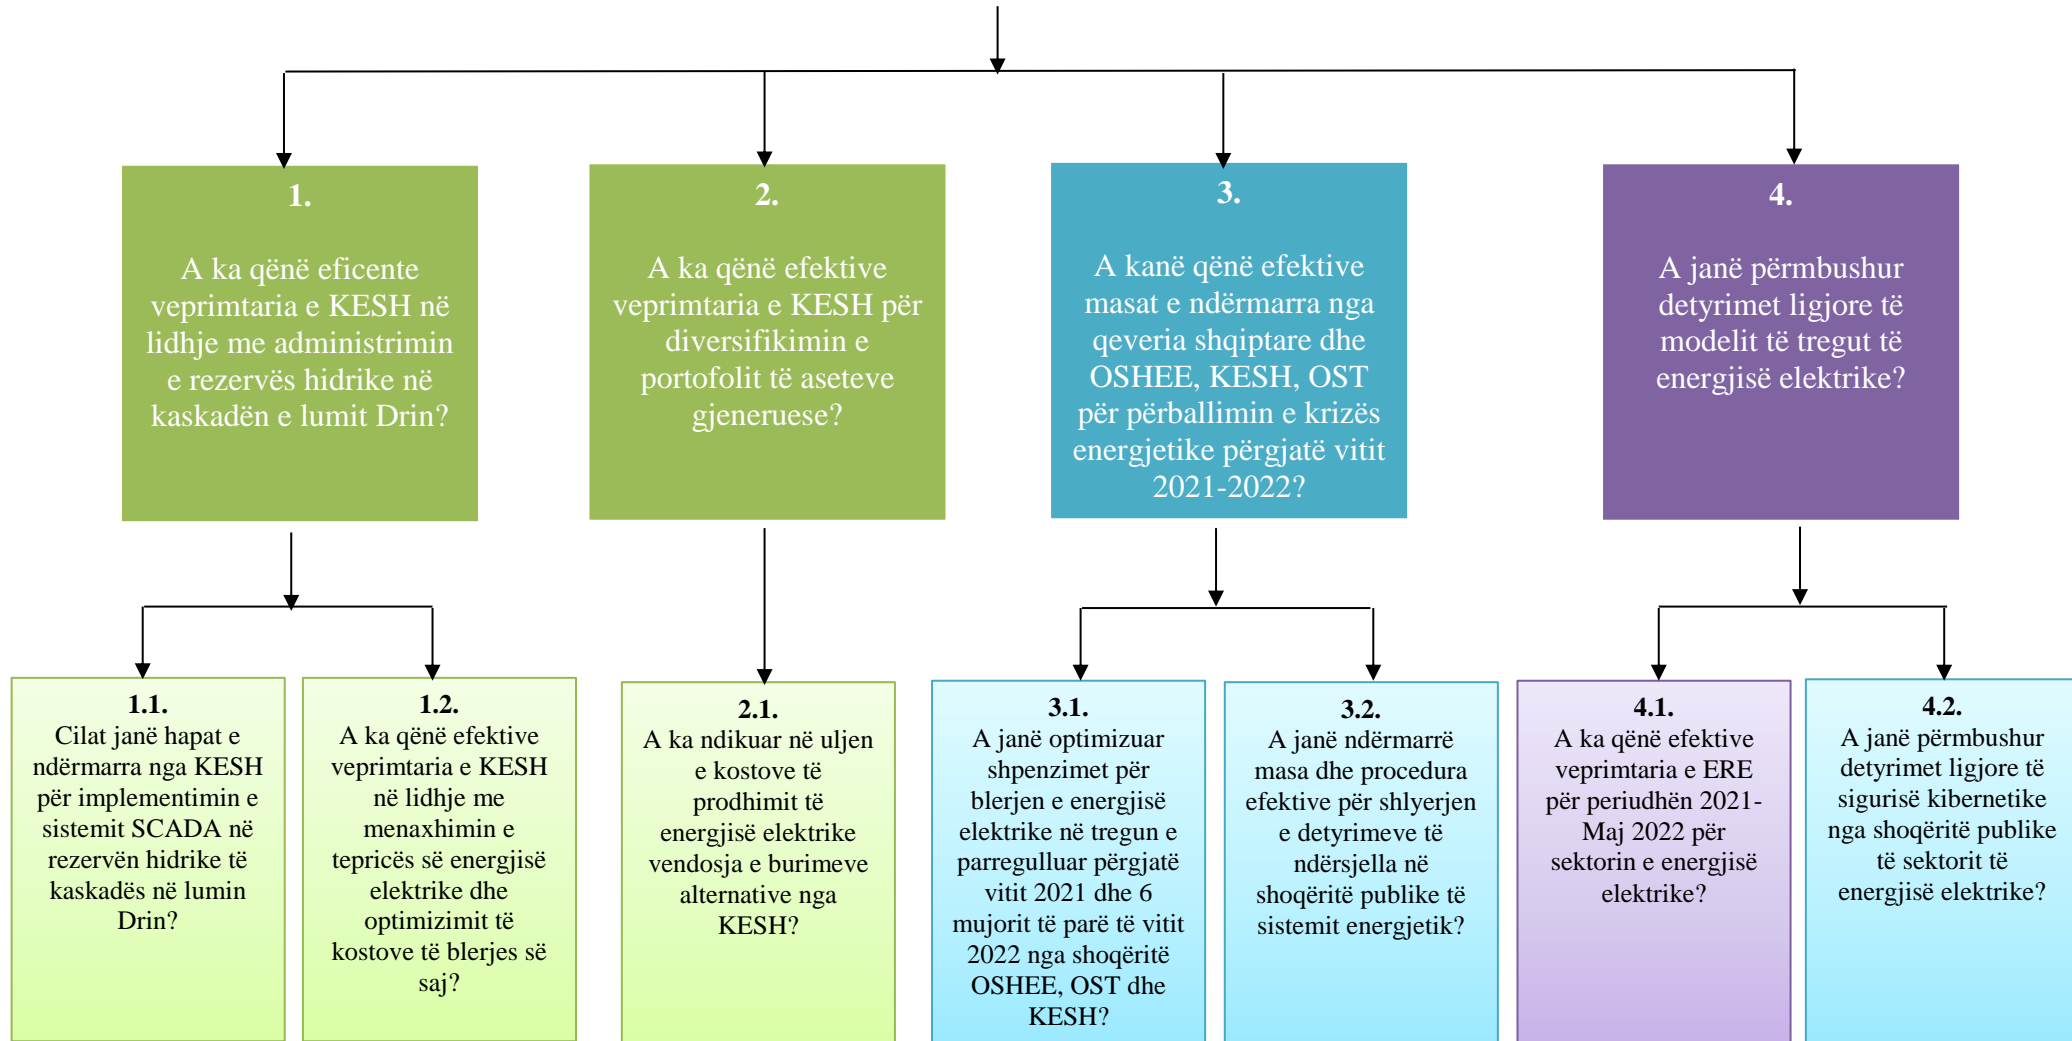 1.
A ka qënë eficente
veprimtaria e KESH në
lidhje me administrimin
e rezervës hidrike në
kaskadën e lumit Drin?
2.
A ka qënë efektive
veprimtaria e KESH për
diversifikimin e
portofolit të aseteve
gjeneruese?
3.
A kanë qënë efektive
masat e ndërmarra nga
qeveria shqiptare dhe
OSHEE, KESH, OST
për përballimin e krizës
energjetike përgjatë vitit
2021-2022?
4.
A janë përmbushur
detyrimet ligjore të
modelit të tregut të
energjisë elektrike?
1.1.
Cilat janë hapat e
ndërmarra nga KESH
për implementimin e
sistemit SCADA në
rezervën hidrike të
kaskadës në lumin
Drin?
1.2.
A ka qënë efektive
veprimtaria e KESH
në lidhje me
menaxhimin e
tepricës së energjisë
elektrike dhe
optimizimit të
kostove të blerjes së
saj?
2.1.
A ka ndikuar në uljen
e kostove të
prodhimit të
energjisë elektrike
vendosja e burimeve
alternative nga
KESH?
3.1.
A janë optimizuar
shpenzimet për
blerjen e energjisë
elektrike në tregun e
parregulluar përgjatë
vitit 2021 dhe 6
mujorit të parë të vitit
2022 nga shoqëritë
OSHEE, OST dhe
KESH?
3.2.
A janë ndërmarrë
masa dhe procedura
efektive për shlyerjen
e detyrimeve të
ndërsjella në
shoqëritë publike të
sistemit energjetik?
4.1.
A ka qënë efektive
veprimtaria e ERE
për periudhën 2021-
Maj 2022 për
sektorin e energjisë
elektrike?
4.2.
A janë përmbushur
detyrimet ligjore të
sigurisë kibernetike
nga shoqëritë publike
të sektorit të
energjisë elektrike?